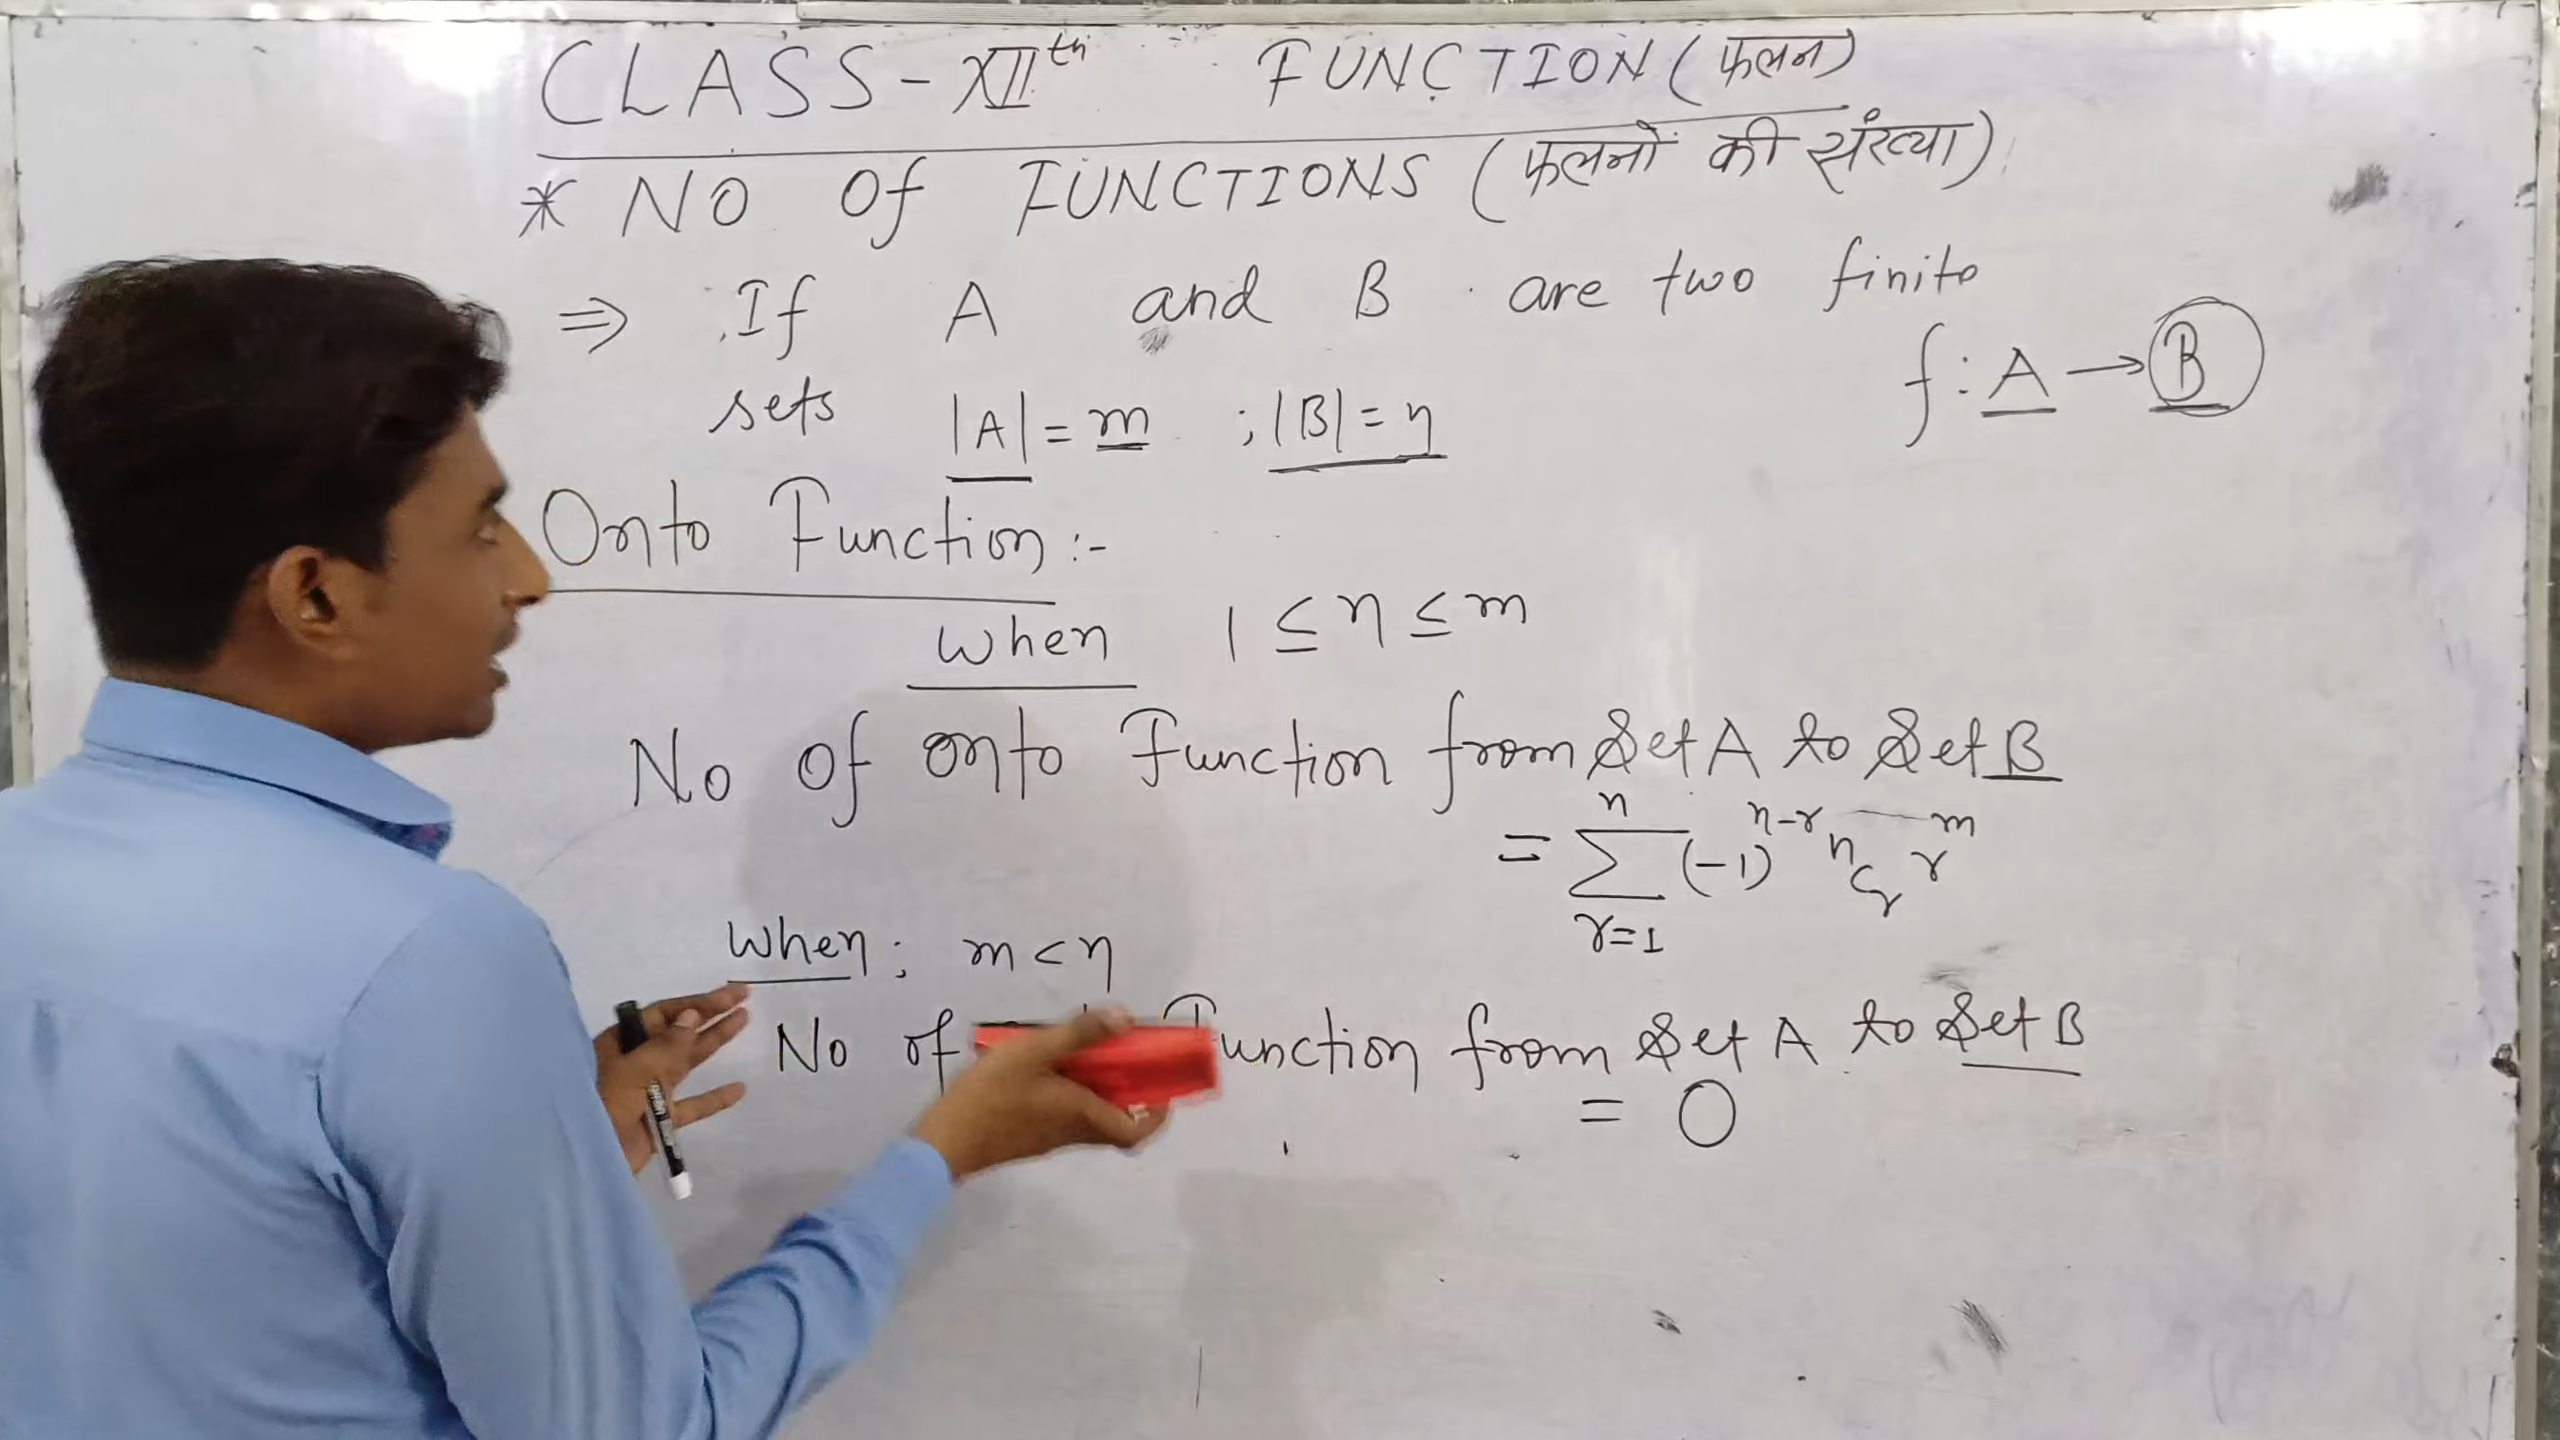 CLASS-XIIth FUNCTION (फलन)
* NO Of FUNCTIONS (फलनों की संख्या)
⇒ If A and B are two finite
f : A → B
sets |A| = m ; |B| = n
Onto Function :-
When 1 ≤ n ≤ m
No of onto Function from Set A to Set B
= ∑_{r=1}^{n} (-1)^{n-r} ⁿC_r r^m
When ; m < n
No of Function from Set A to Set B
= 0